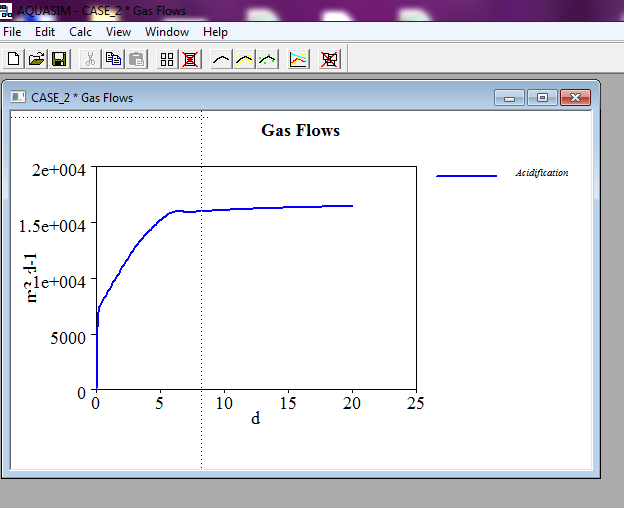 AQUASIM - CASE_2 * Gas Flows
File Edit Calc View Window Help
CASE_2 * Gas Flows
Gas Flows
Acidification
2e+004
1.5e+004
1e+004
5000
0
m3 d-1
0 5 10 15 20 25
d